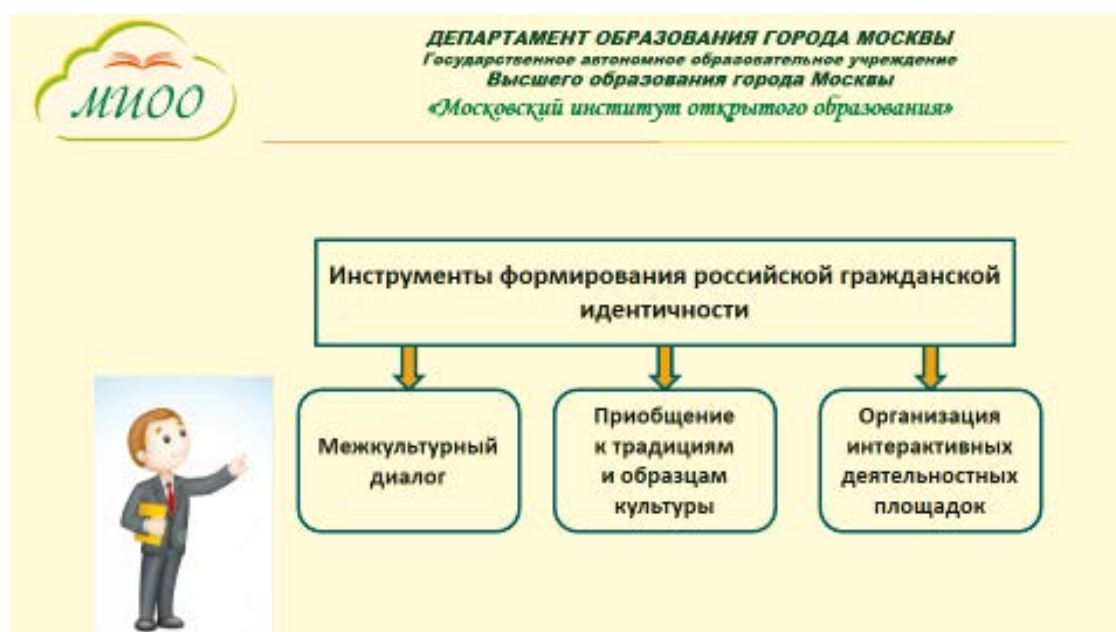 МИОО
ДЕПАРТАМЕНТ ОБРАЗОВАНИЯ ГОРОДА МОСКВЫ
Государственное автономное образовательное учреждение
Высшего образования города Москвы
«Московский институт открытого образования»
Инструменты формирования российской гражданской
идентичности
Межкультурный
диалог
Приобщение
к традициям
и образцам
культуры
Организация
интерактивных
деятельностных
площадок